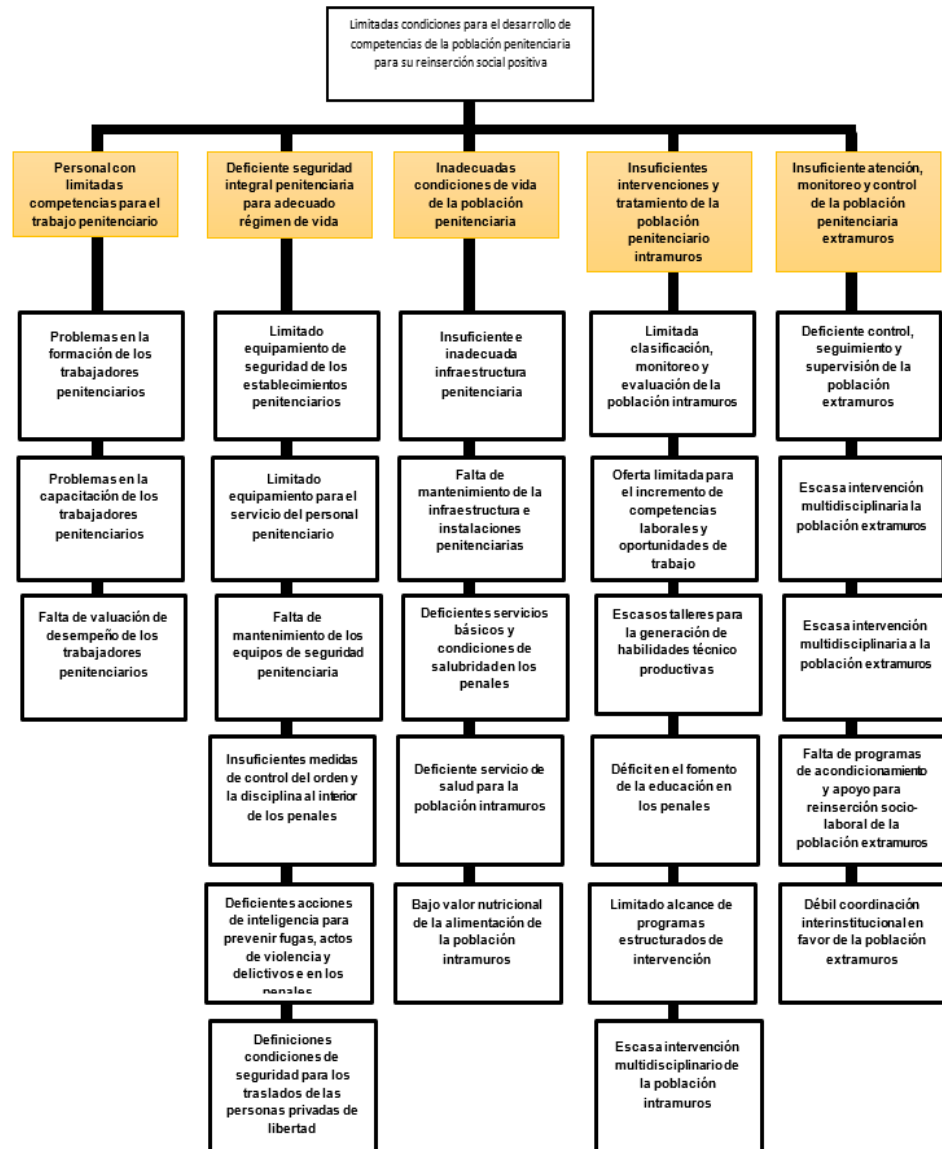 Limitadas condiciones para el desarrollo de
competencias de la población penitenciaria
para su reinserción social positiva
Personal con
limitadas
competencias para el
trabajo penitenciario
Deficiente seguridad
integral penitenciaria
para adecuado
régimen de vida
Inadecuadas
condiciones de vida
de la población
penitenciaria
Insuficientes
intervenciones y
tratamiento de la
población
penitenciario
intramuros
Insuficiente atención,
monitoreo y control
de la población
penitenciaria
extramuros
Problemas en la
formación de los
trabajadores
penitenciarios
Limitado
equipamiento de
seguridad de los
establecimientos
penitenciarios
Insuficiente e
inadecuada
infraestructura
penitenciaria
Limitada
clasificación,
monitoreo y
evaluación de la
población intramuros
Deficiente control,
seguimiento y
supervisión de la
población
extramuros
Problemas en la
capacitación de los
trabajadores
penitenciarios
Limitado
equipamiento para el
servicio del personal
penitenciario
Falta de
mantenimiento de la
infraestructura e
instalaciones
penitenciarias
Oferta limitada para
el incremento de
competencias
laborales y
oportunidades de
trabajo
Escasa intervención
multidisciplinaria la
población extramuros
Falta de valuación de
desempeño de los
trabajadores
penitenciarios
Falta de
mantenimiento de los
equipos de seguridad
penitenciaria
Deficientes servicios
básicos y
condiciones de
salubridad en los
penales
Escasos talleres para
la generación de
habilidades técnico
productivas
Escasa intervención
multidisciplinaria a la
población extramuros
Insuficientes medidas
de control del orden y
la disciplina al interior
de los penales
Deficiente servicio de
salud para la
población intramuros
Déficit en el fomento
de la educación en
los penales
Falta de programas
de acondicionamiento
y apoyo para
reinserción socio-
laboral de la
población extramuros
Deficientes acciones
de inteligencia para
prevenir fugas, actos
de violencia y
delictivos e en los
penales
Bajo valor nutricional
de la alimentación de
la población
intramuros
Limitado alcance de
programas
estructurados de
intervención
Débil coordinación
interinstitucional en
favor de la población
extramuros
Definiciones
condiciones de
seguridad para los
traslados de las
personas privadas de
libertad
Escasa intervención
multidisciplinario de
la población
intramuros